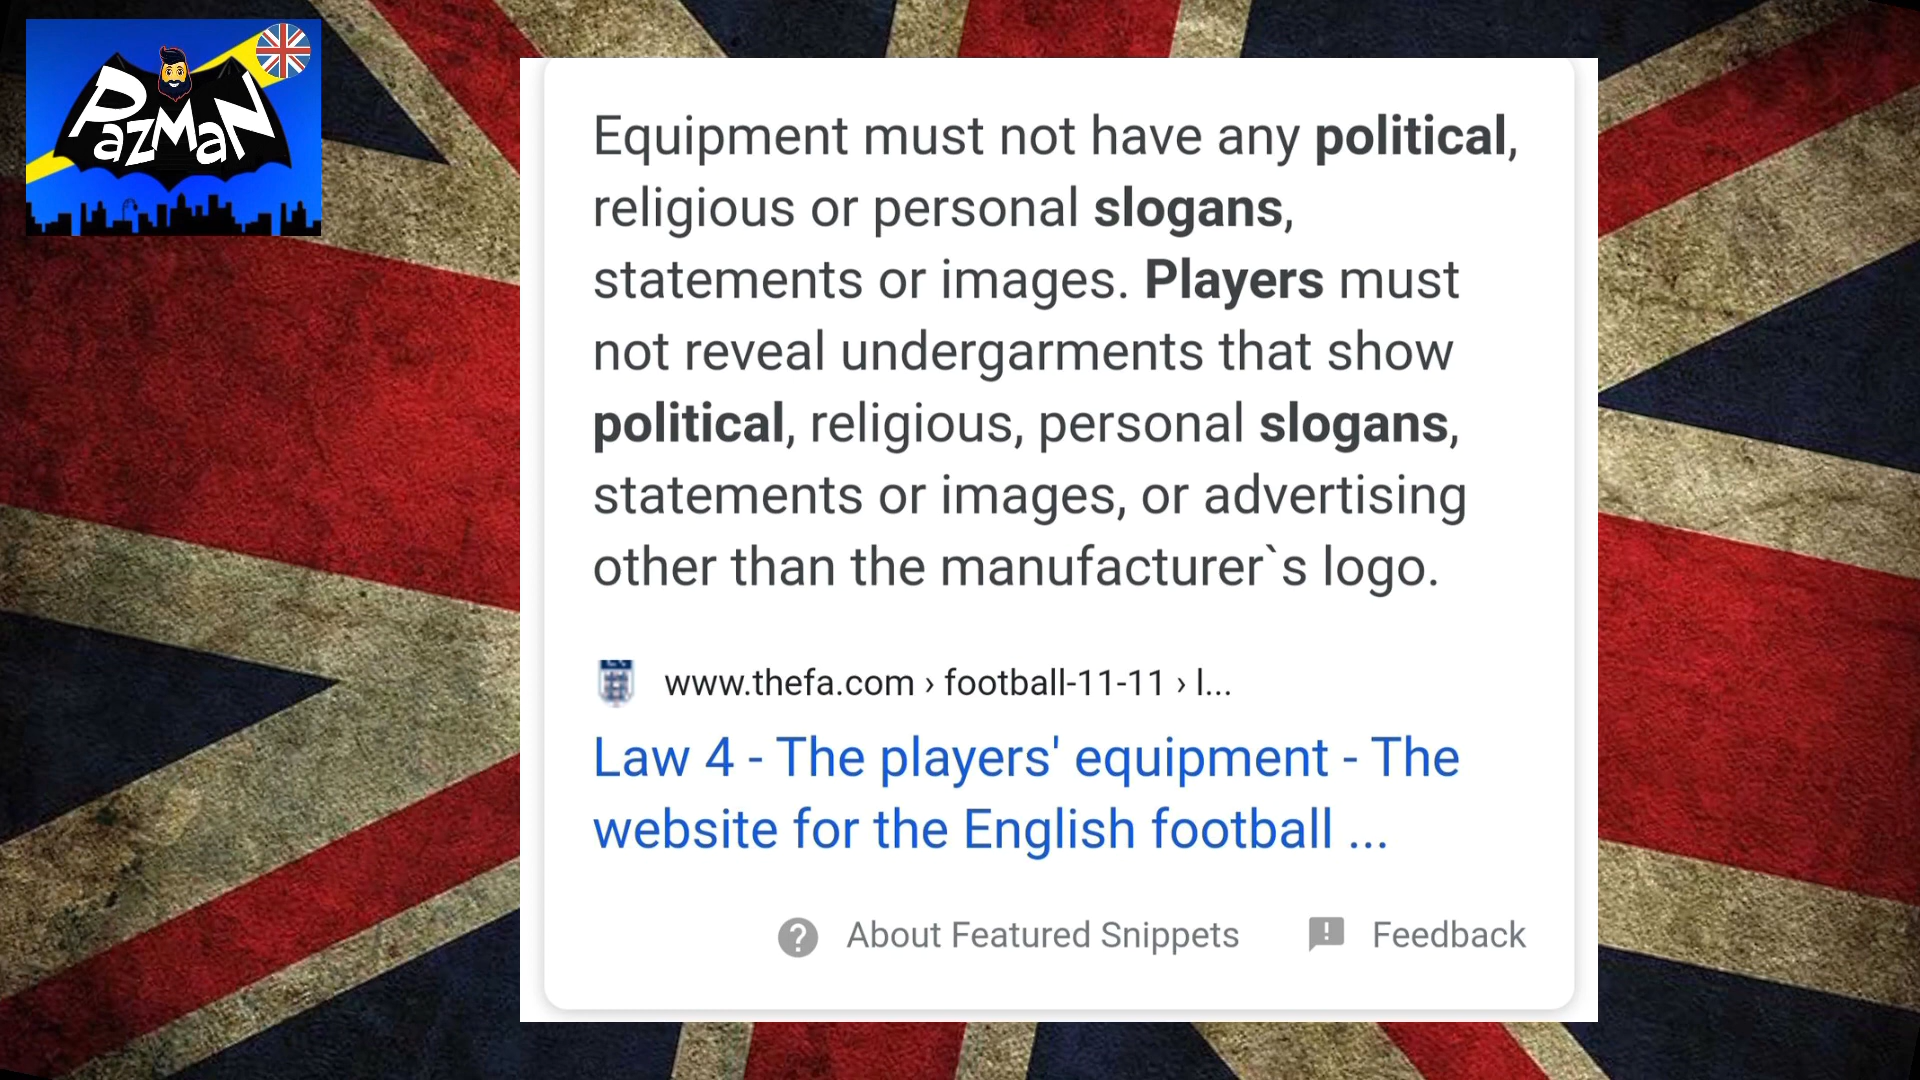 PazMaN
Equipment must not have any political,
religious or personal slogans,
statements or images. Players must
not reveal undergarments that show
political, religious, personal slogans,
statements or images, or advertising
other than the manufacturer`s logo.
www.thefa.com › football-11-11 › l...
Law 4 - The players' equipment - The
website for the English football ...
? About Featured Snippets ! Feedback